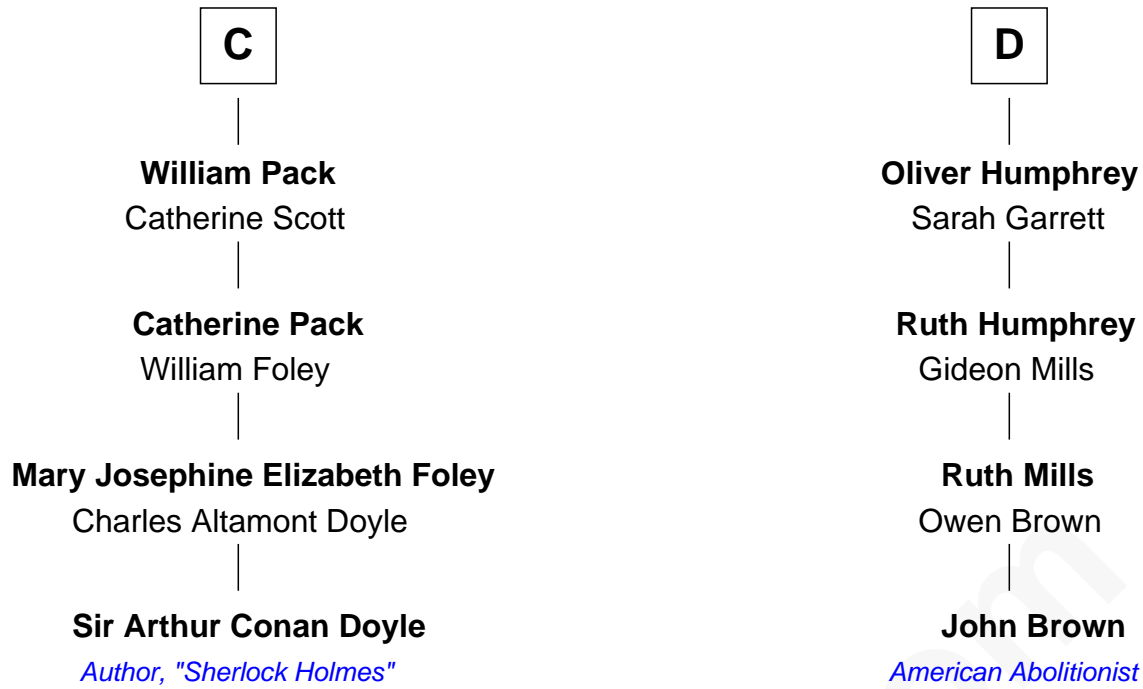 C
William Pack
Catherine Scott
Catherine Pack
William Foley
Mary Josephine Elizabeth Foley
Charles Altamont Doyle
Sir Arthur Conan Doyle
Author, "Sherlock Holmes"
D
Oliver Humphrey
Sarah Garrett
Ruth Humphrey
Gideon Mills
Ruth Mills
Owen Brown
John Brown
American Abolitionist